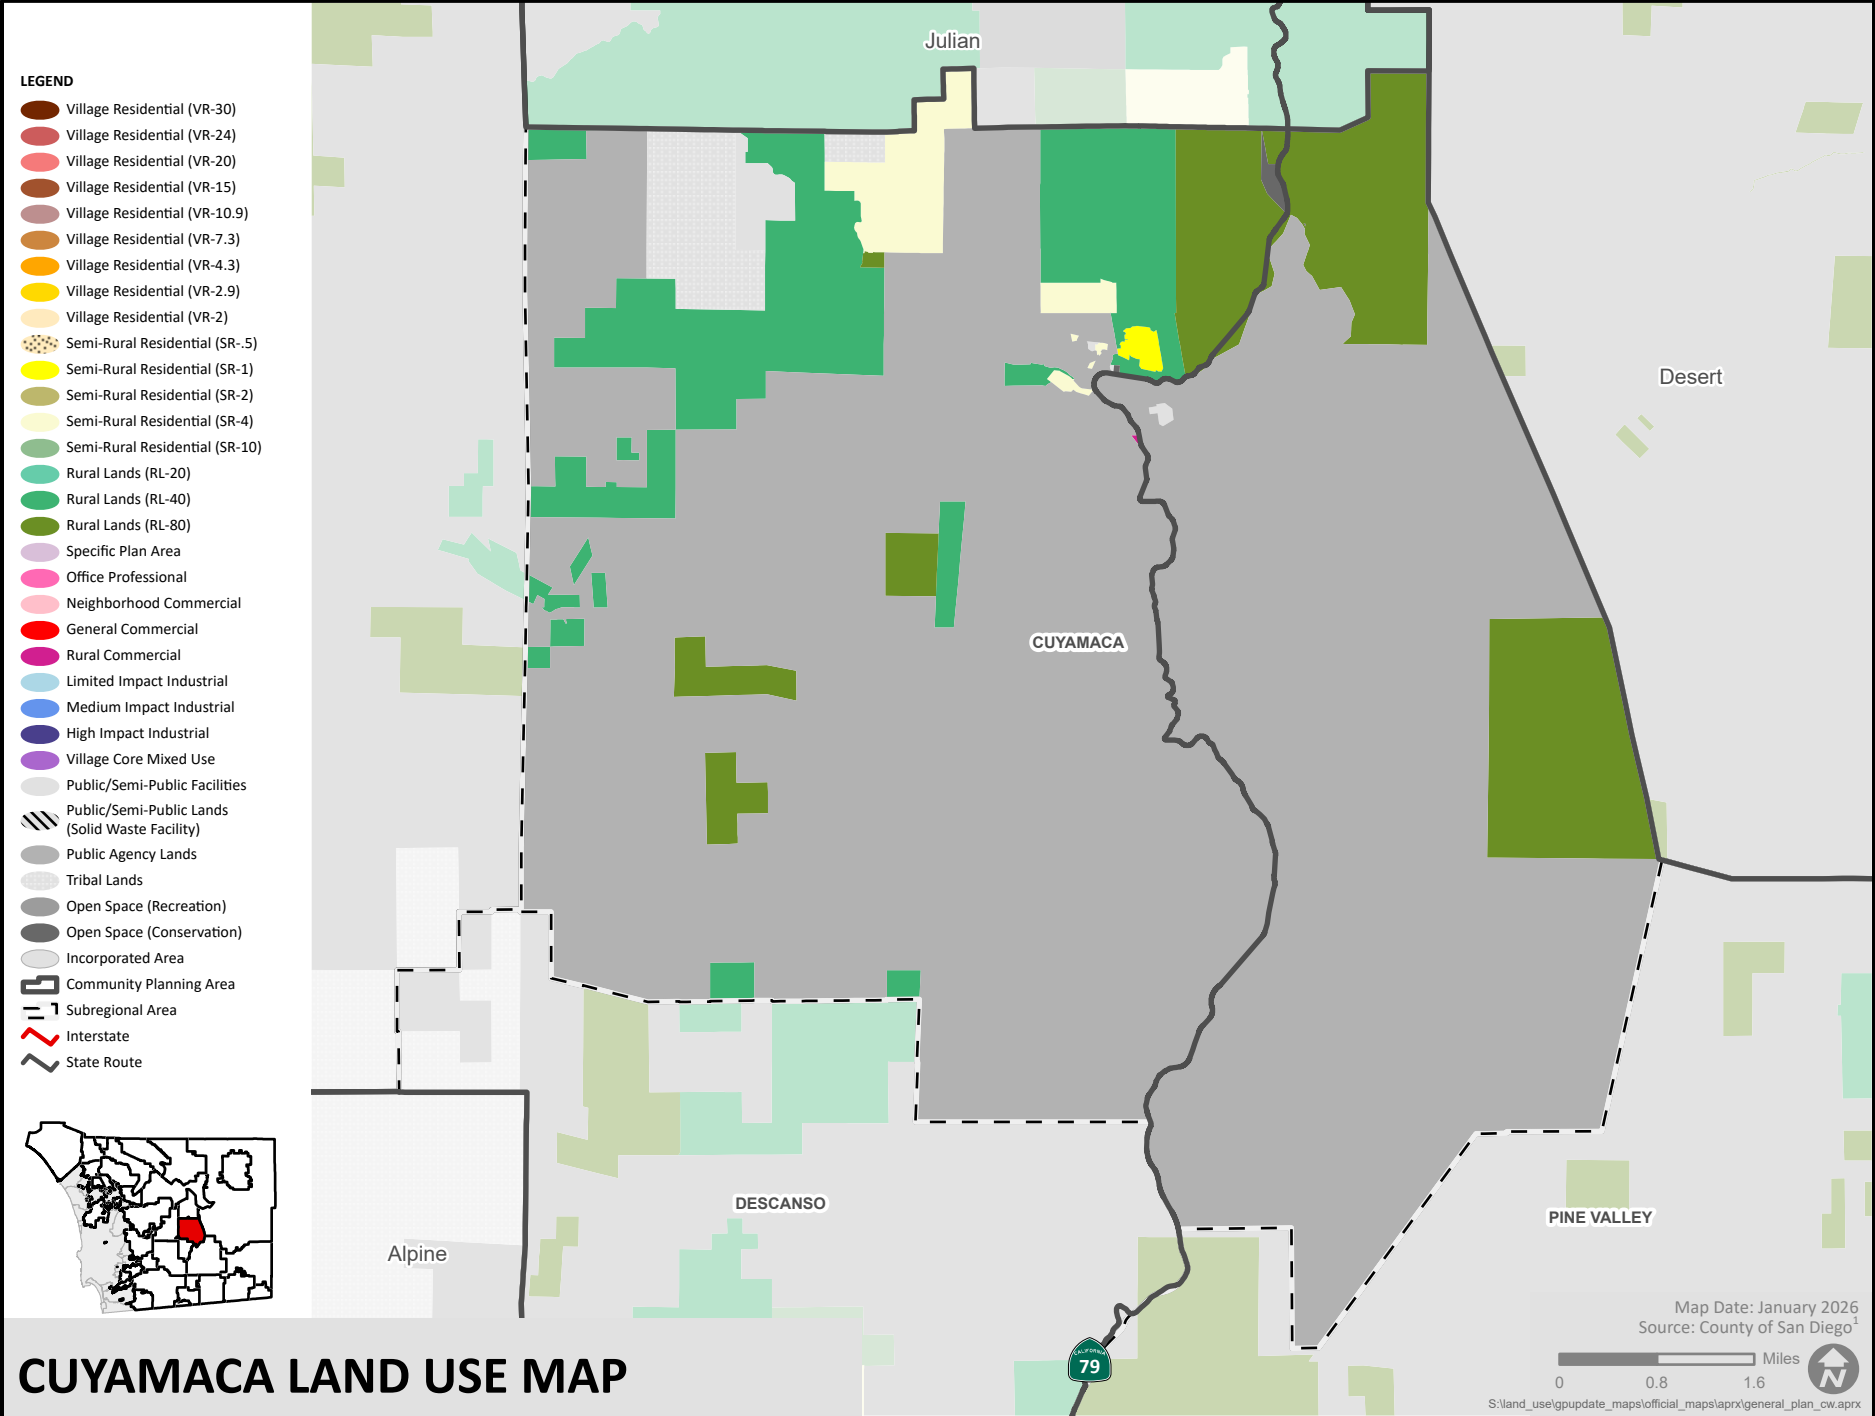 LEGEND
Village Residential (VR-30)
Village Residential (VR-24)
Village Residential (VR-20)
Village Residential (VR-15)
Village Residential (VR-10.9)
Village Residential (VR-7.3)
Village Residential (VR-4.3)
Village Residential (VR-2.9)
Village Residential (VR-2)
Semi-Rural Residential (SR-.5)
Semi-Rural Residential (SR-1)
Semi-Rural Residential (SR-2)
Semi-Rural Residential (SR-4)
Semi-Rural Residential (SR-10)
Rural Lands (RL-20)
Rural Lands (RL-40)
Rural Lands (RL-80)
Specific Plan Area
Office Professional
Neighborhood Commercial
General Commercial
Rural Commercial
Limited Impact Industrial
Medium Impact Industrial
High Impact Industrial
Village Core Mixed Use
Public/Semi-Public Facilities
Public/Semi-Public Lands
(Solid Waste Facility)
Public Agency Lands
Tribal Lands
Open Space (Recreation)
Open Space (Conservation)
Incorporated Area
Community Planning Area
Subregional Area
Interstate
State Route
Julian
Desert
CUYAMACA
DESCANSO
PINE VALLEY
Alpine
CALIFORNIA
79
Map Date: January 2026
Source: County of San Diego1
Miles
0 0.8 1.6
N
S:\land_use\gpupdate_maps\official_maps\aprx\general_plan_cw.aprx
CUYAMACA LAND USE MAP